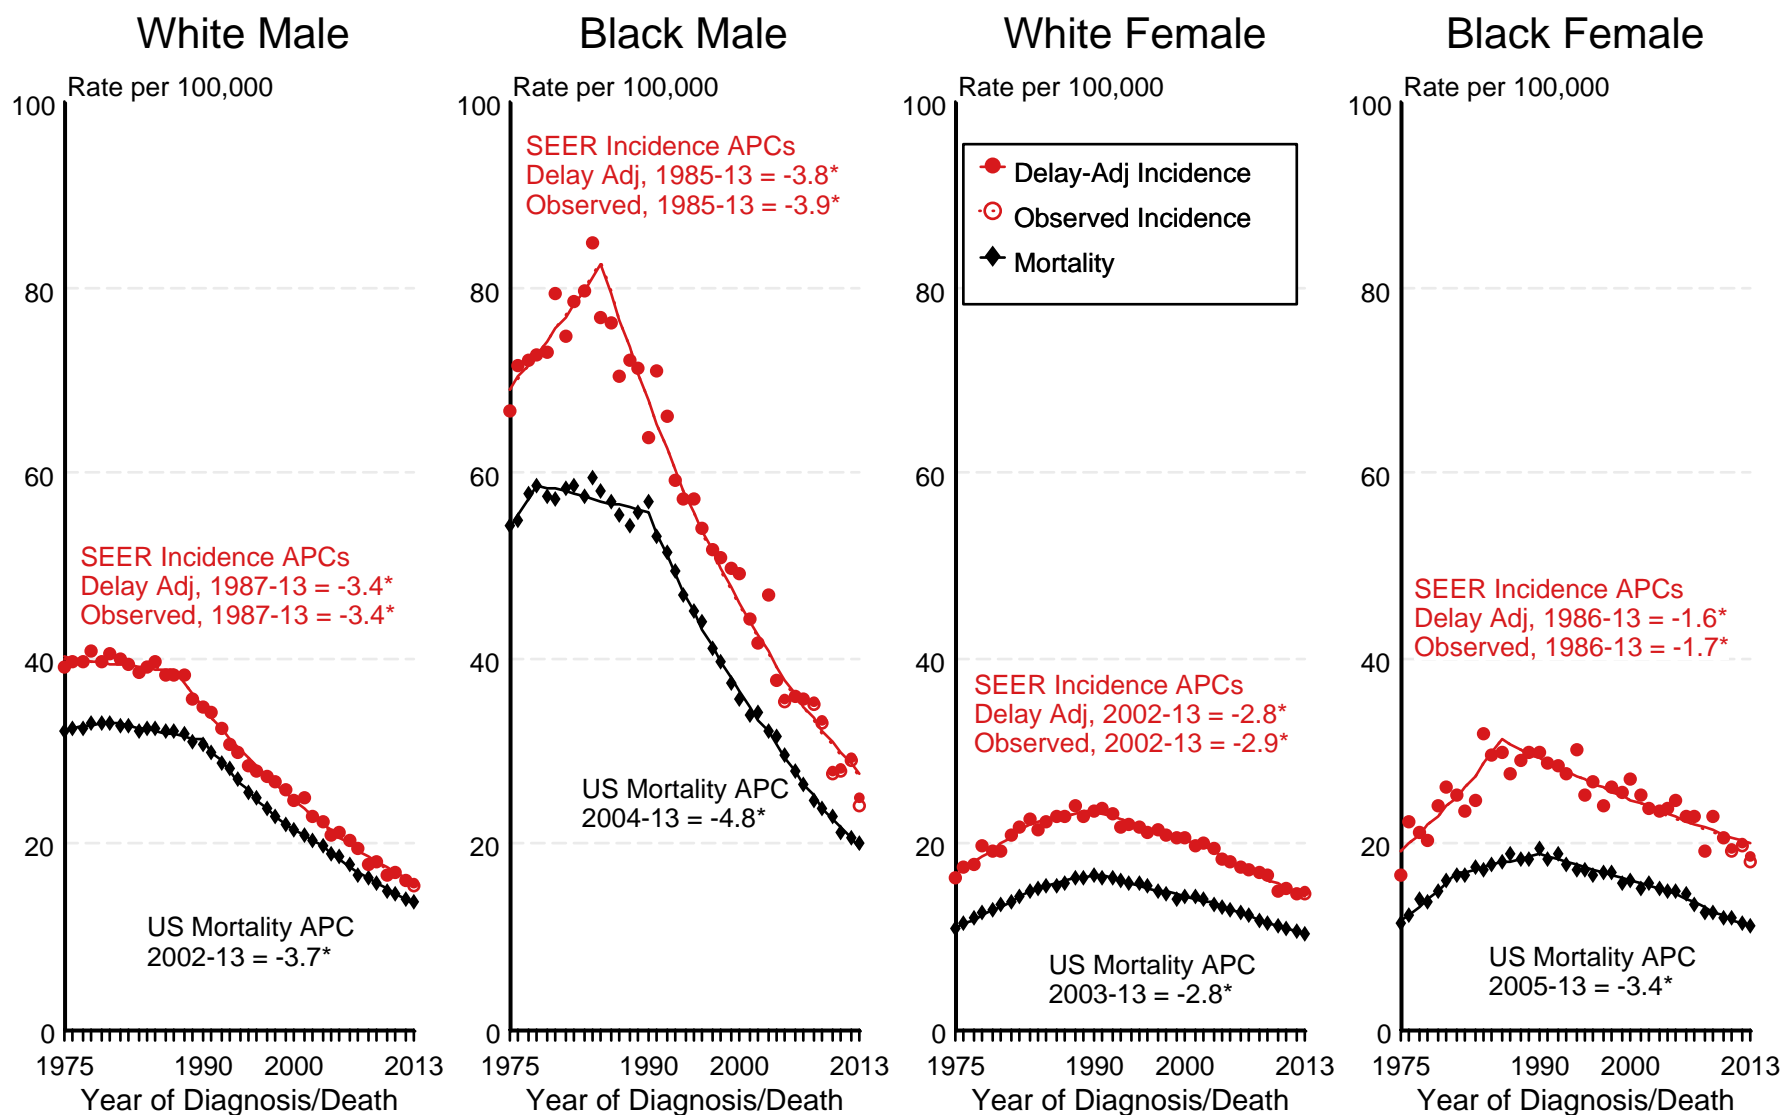 White Male
Rate per 100,000
100
80
60
40
20
0
SEER Incidence APCs
Delay Adj, 1987-13 = -3.4*
Observed, 1987-13 = -3.4*
US Mortality APC
2002-13 = -3.7*
1975
1990
2000
2013
Year of Diagnosis/Death
Black Male
Rate per 100,000
100
80
60
40
20
0
SEER Incidence APCs
Delay Adj, 1985-13 = -3.8*
Observed, 1985-13 = -3.9*
US Mortality APC
2004-13 = -4.8*
1975
1990
2000
2013
Year of Diagnosis/Death
White Female
Rate per 100,000
100
80
60
40
20
0
Delay-Adj Incidence
Observed Incidence
Mortality
SEER Incidence APCs
Delay Adj, 2002-13 = -2.8*
Observed, 2002-13 = -2.9*
US Mortality APC
2003-13 = -2.8*
1975
1990
2000
2013
Year of Diagnosis/Death
Black Female
Rate per 100,000
100
80
60
40
20
0
SEER Incidence APCs
Delay Adj, 1986-13 = -1.6*
Observed, 1986-13 = -1.7*
US Mortality APC
2005-13 = -3.4*
1975
1990
2000
2013
Year of Diagnosis/Death